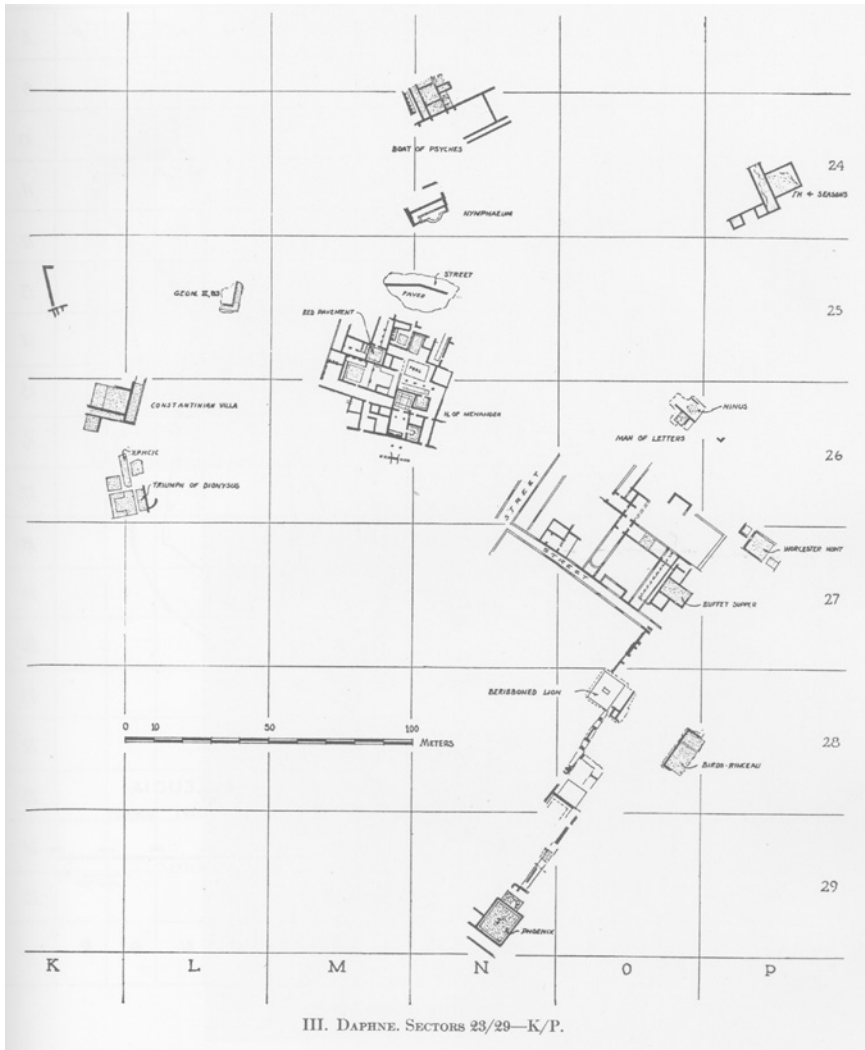 BOAT OF PSYCHES
24
NYMPHAEUM
SEASONS
STREET
PAVED
25
RED PAVEMENT
POOL
CONSTANTINIAN VILLA
H. OF MENANDER
NINUS
MAN OF LETTERS
26
TRIUMPH OF DIONYSUS
STREET
STREET
WORCESTER HUNT
BUFFET SUPPER
27
BERIBBONED LION
0 10 50 100
METERS
28
BIRDS-RINCEAU
29
PHOENIX
K L M N O P
III. DAPHNE. SECTORS 23/29—K/P.